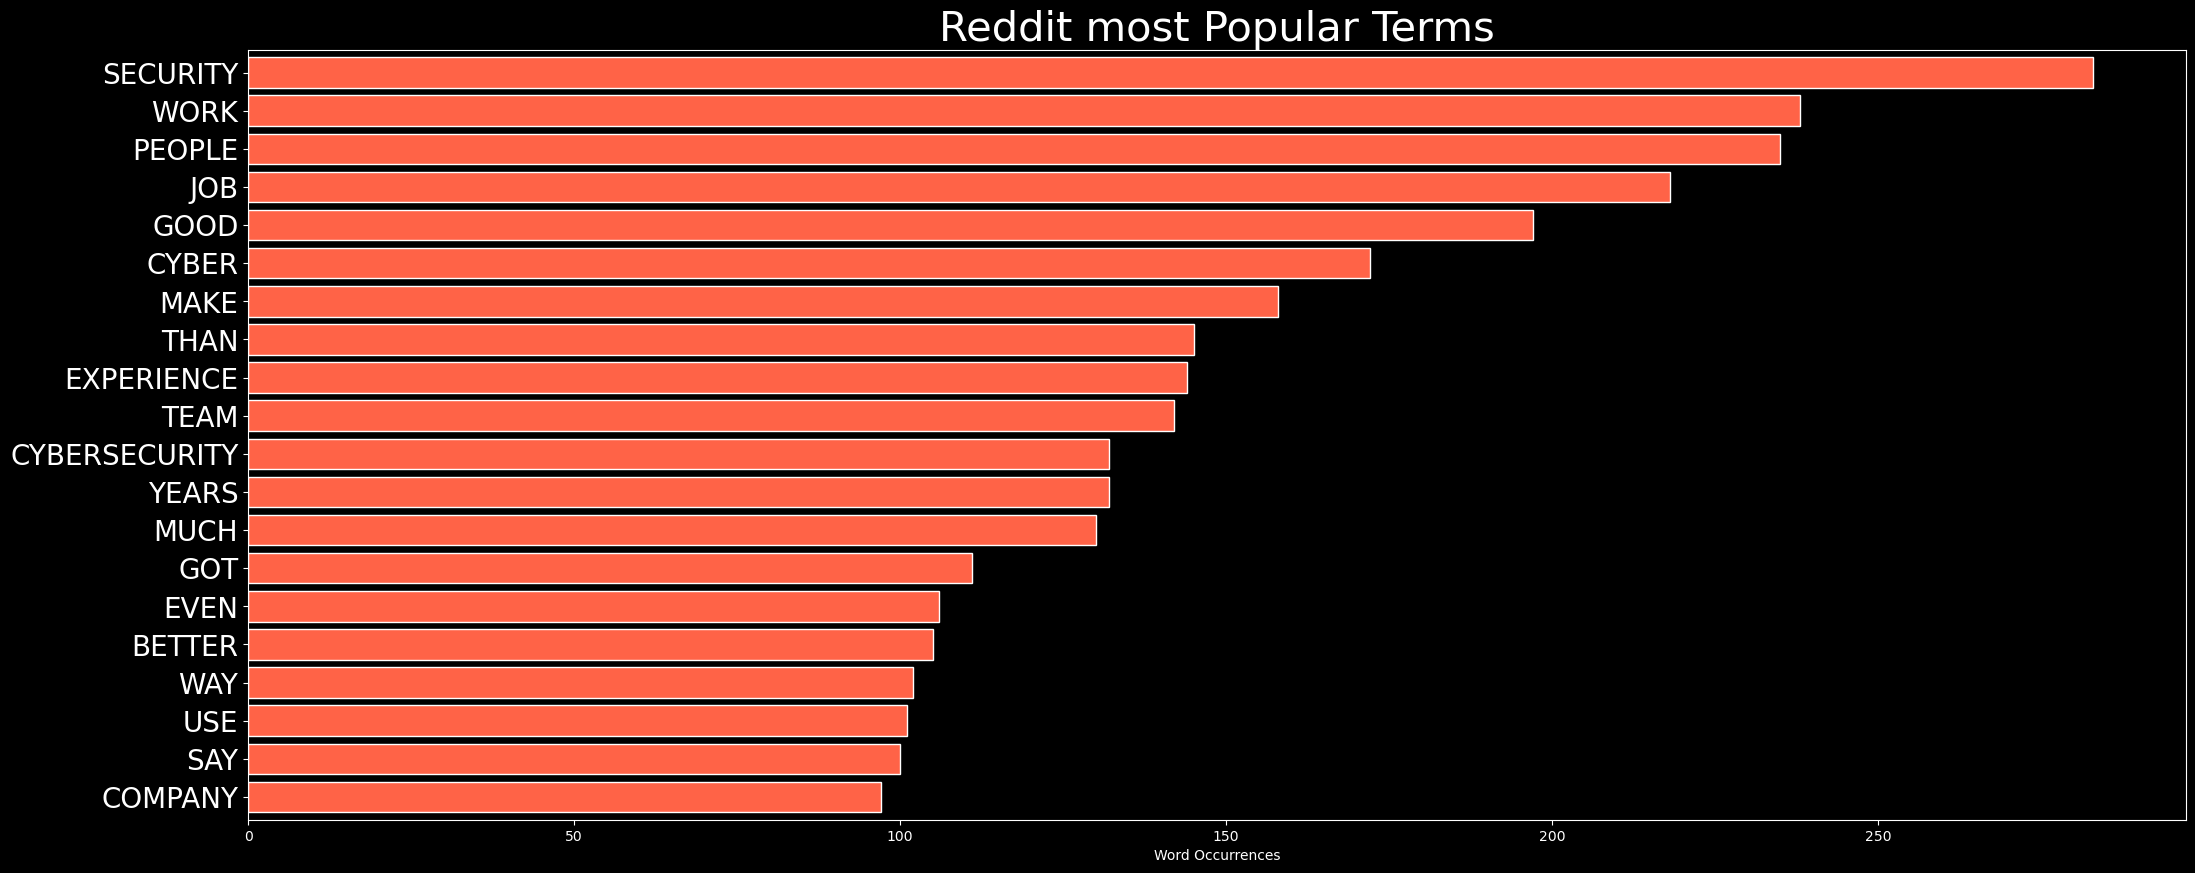 Reddit most Popular Terms
SECURITY
WORK
PEOPLE
JOB
GOOD
CYBER
MAKE
THAN
EXPERIENCE
TEAM
CYBERSECURITY
YEARS
MUCH
GOT
EVEN
BETTER
WAY
USE
SAY
COMPANY
0 50 100 150 200 250
Word Occurrences